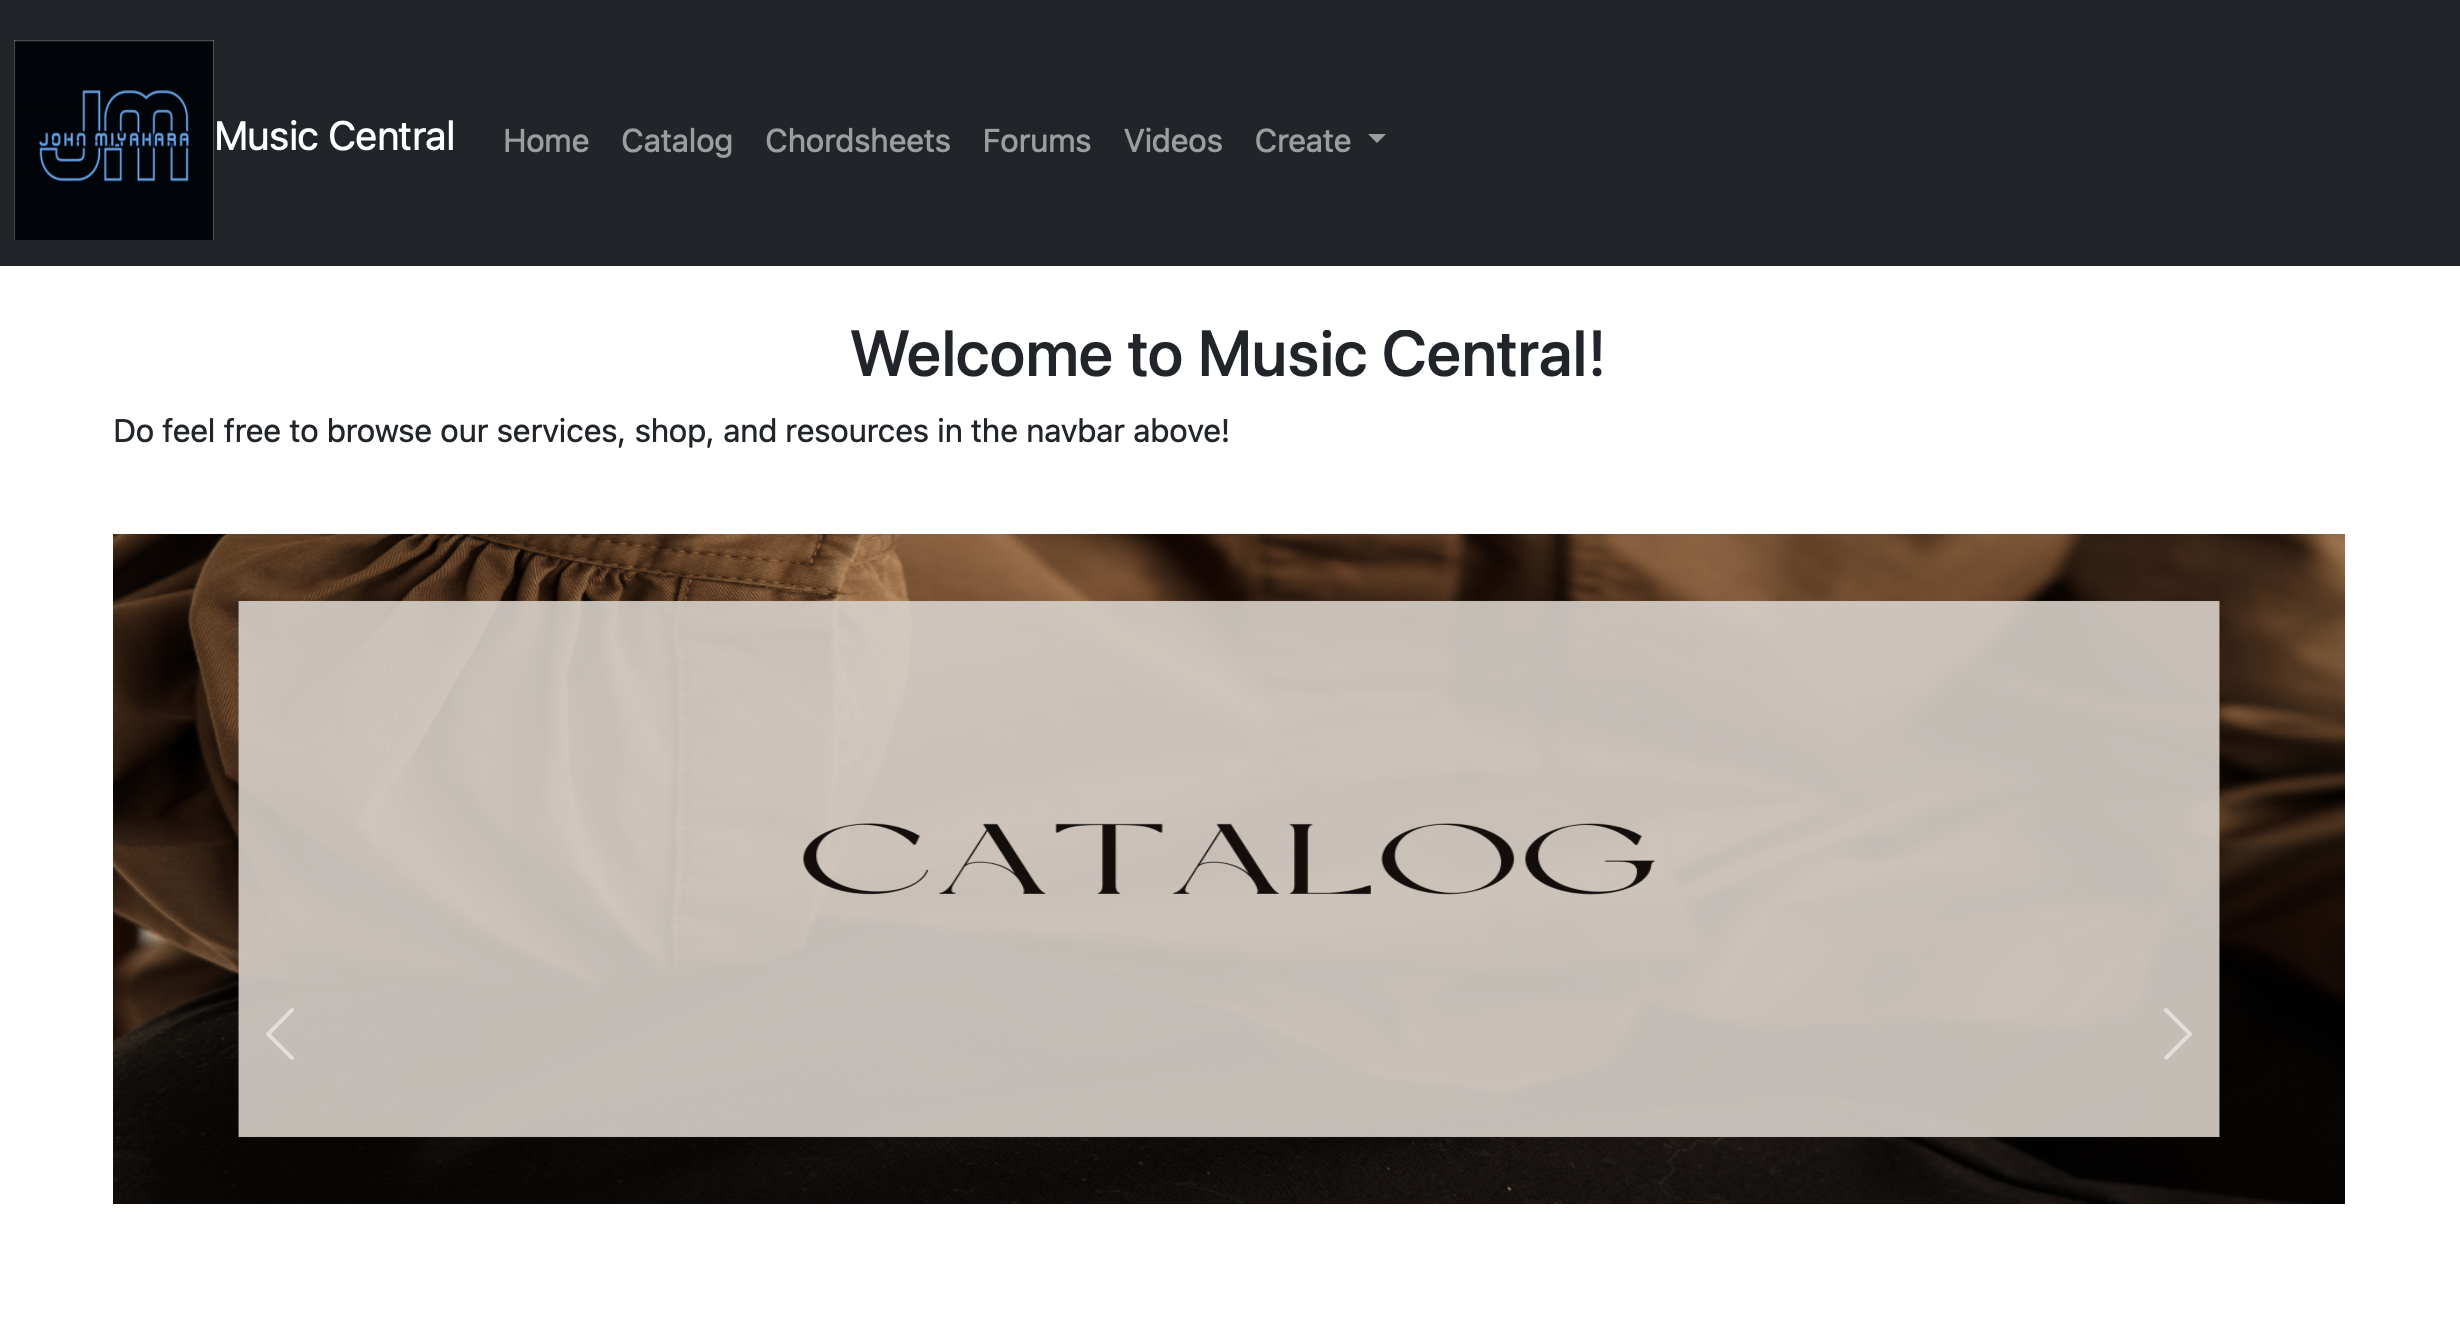 JM
JOHN MIYAHARA
Music Central
Home Catalog Chordsheets Forums Videos Create
Welcome to Music Central!
Do feel free to browse our services, shop, and resources in the navbar above!
CATALOG